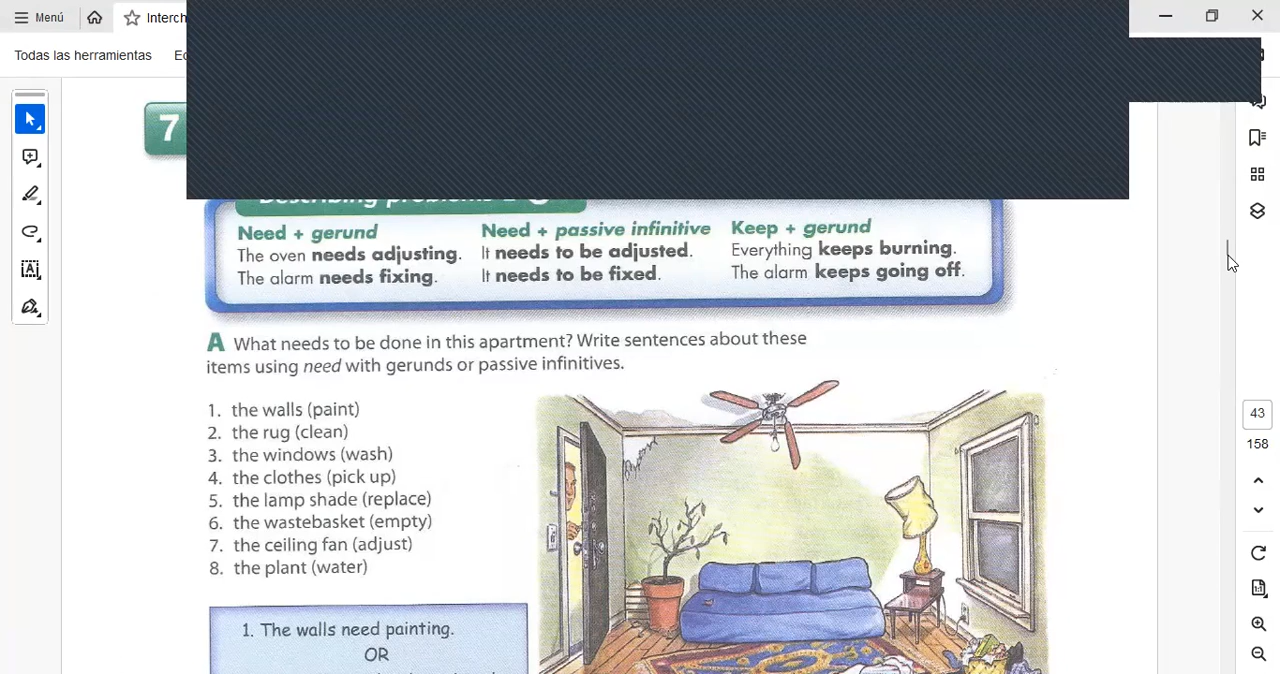 Menú
Interch
Todas las herramientas
7
Describing problems
Need + gerund
Need + passive infinitive
Keep + gerund
The oven needs adjusting.
It needs to be adjusted.
Everything keeps burning.
The alarm needs fixing.
It needs to be fixed.
The alarm keeps going off.
A What needs to be done in this apartment? Write sentences about these
items using need with gerunds or passive infinitives.
1. the walls (paint)
2. the rug (clean)
3. the windows (wash)
4. the clothes (pick up)
5. the lamp shade (replace)
6. the wastebasket (empty)
7. the ceiling fan (adjust)
8. the plant (water)
1. The walls need painting.
OR
43
158